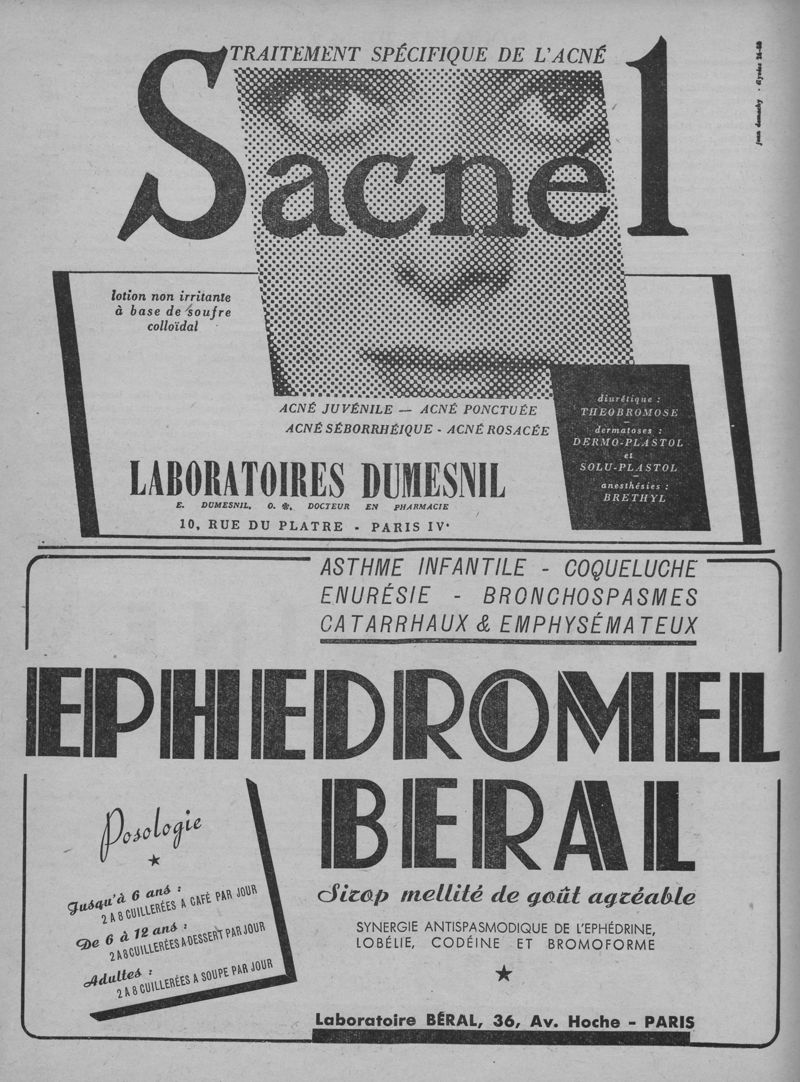 TRAITEMENT SPÉCIFIQUE DE L'ACNÉ
Sacnél
lotion non irritante
à base de soufre
colloïdal
ACNÉ JUVÉNILE — ACNÉ PONCTUÉE
ACNÉ SÉBORRHÉIQUE - ACNÉ ROSACÉE
diurétique :
THEOBROMOSE
dermatoses :
DERMO-PLASTOL
et
SOLU-PLASTOL
anesthésies :
BRETHYL
LABORATOIRES DUMESNIL
E. DUMESNIL, O. ❉, DOCTEUR EN PHARMACIE
10, RUE DU PLATRE - PARIS IVᵉ
ASTHME INFANTILE - COQUELUCHE
ENURÉSIE - BRONCHOSPASMES
CATARRHAUX & EMPHYSÉMATEUX
EPHEDROMEL
BERAL
Posologie
Jusqu'à 6 ans :
2 A 8 CUILLERÉES A CAFÉ PAR JOUR
De 6 à 12 ans :
2 A 8 CUILLERÉES A DESSERT PAR JOUR
Adultes :
2 A 8 CUILLERÉES A SOUPE PAR JOUR
Sirop mellité de goût agréable
SYNERGIE ANTISPASMODIQUE DE L'EPHÉDRINE,
LOBÉLIE, CODÉINE ET BROMOFORME
Laboratoire BÉRAL, 36, Av. Hoche - PARIS